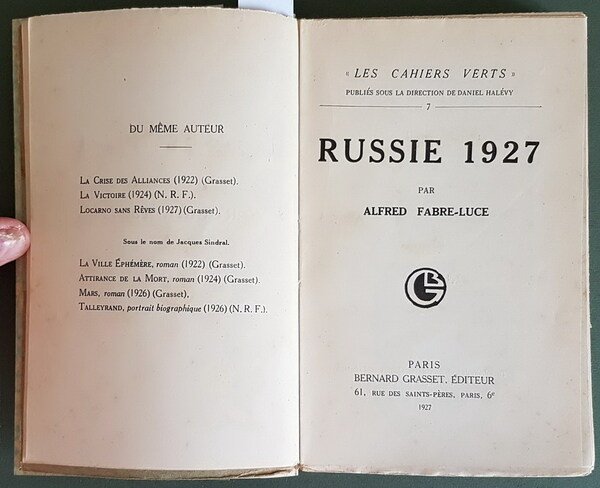 DU MÊME AUTEUR
LA CRISE DES ALLIANCES (1922) (Grasset).
LA VICTOIRE (1924) (N. R. F.).
LOCARNO SANS RÊVES (1927) (Grasset).
Sous le nom de Jacques Sindral.
LA VILLE ÉPHÉMÈRE, roman (1922) (Grasset).
ATTIRANCE DE LA MORT, roman (1924) (Grasset).
MARS, roman (1926) (Grasset).
TALLEYRAND, portrait biographique (1926) (N. R. F.).
« LES CAHIERS VERTS »
PUBLIÉS SOUS LA DIRECTION DE DANIEL HALÉVY
7
RUSSIE 1927
PAR
ALFRED FABRE-LUCE
BG
PARIS
BERNARD GRASSET, ÉDITEUR
61, RUE DES SAINTS-PÈRES, PARIS, 6e
1927